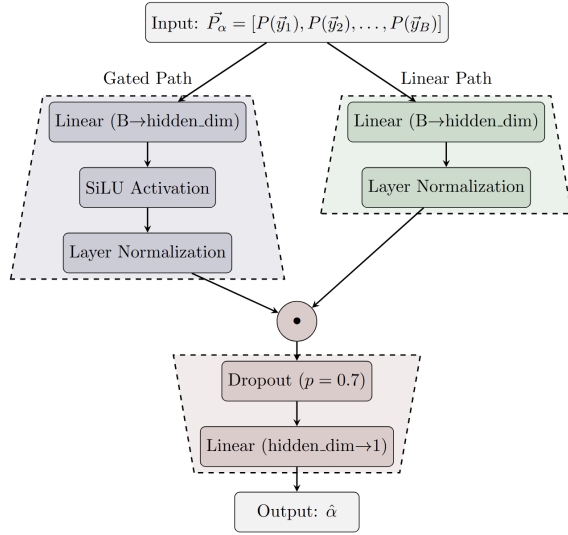 Input: $\vec{P_\alpha} = [P(\vec{y}_1), P(\vec{y}_2), \ldots, P(\vec{y}_B)]$
Gated Path
Linear Path
Linear (B→hidden_dim)
Linear (B→hidden_dim)
SiLU Activation
Layer Normalization
Layer Normalization
Dropout ($p = 0.7$)
Linear (hidden_dim→1)
Output: $\hat{\alpha}$